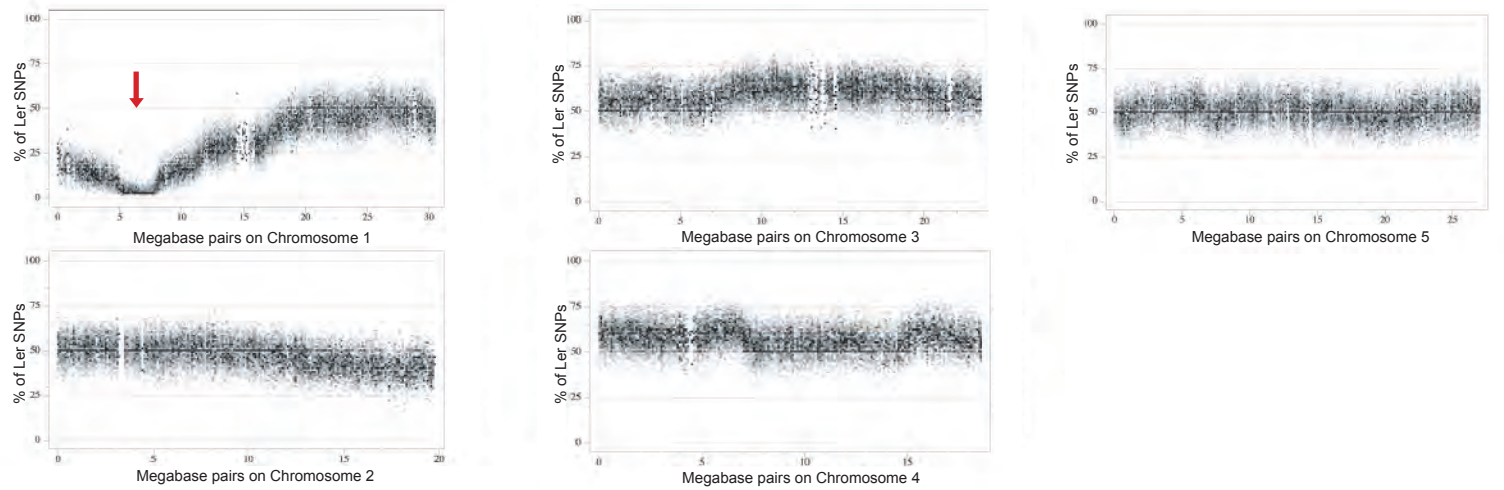 % of Ler SNPs
100
75
50
25
0
0 5 10 15 20 25 30
Megabase pairs on Chromosome 1
% of Ler SNPs
100
75
50
25
0
0 5 10 15 20
Megabase pairs on Chromosome 3
% of Ler SNPs
100
75
50
25
0
0 5 10 15 20 25
Megabase pairs on Chromosome 5
% of Ler SNPs
100
75
50
25
0
0 5 10 15 20
Megabase pairs on Chromosome 2
% of Ler SNPs
100
75
50
25
0
0 5 10 15
Megabase pairs on Chromosome 4